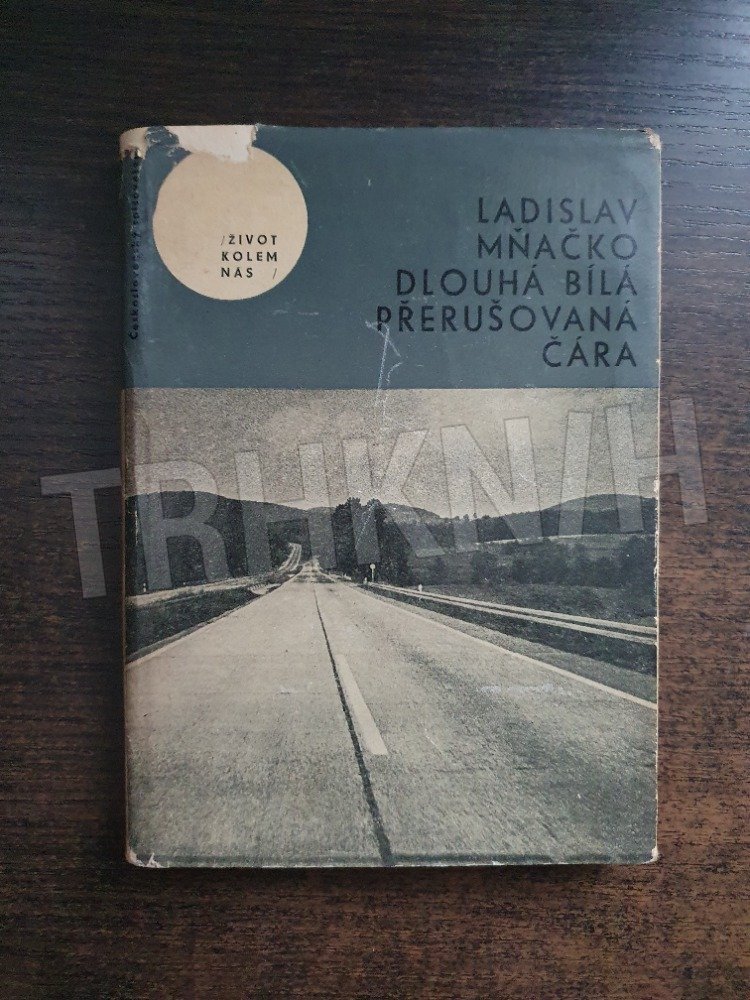 /ŽIVOT
KOLEM
NÁS /
LADISLAV
MŇAČKO
DLOUHÁ BÍLÁ
PŘERUŠOVANÁ
ČÁRA
TRHKNIH